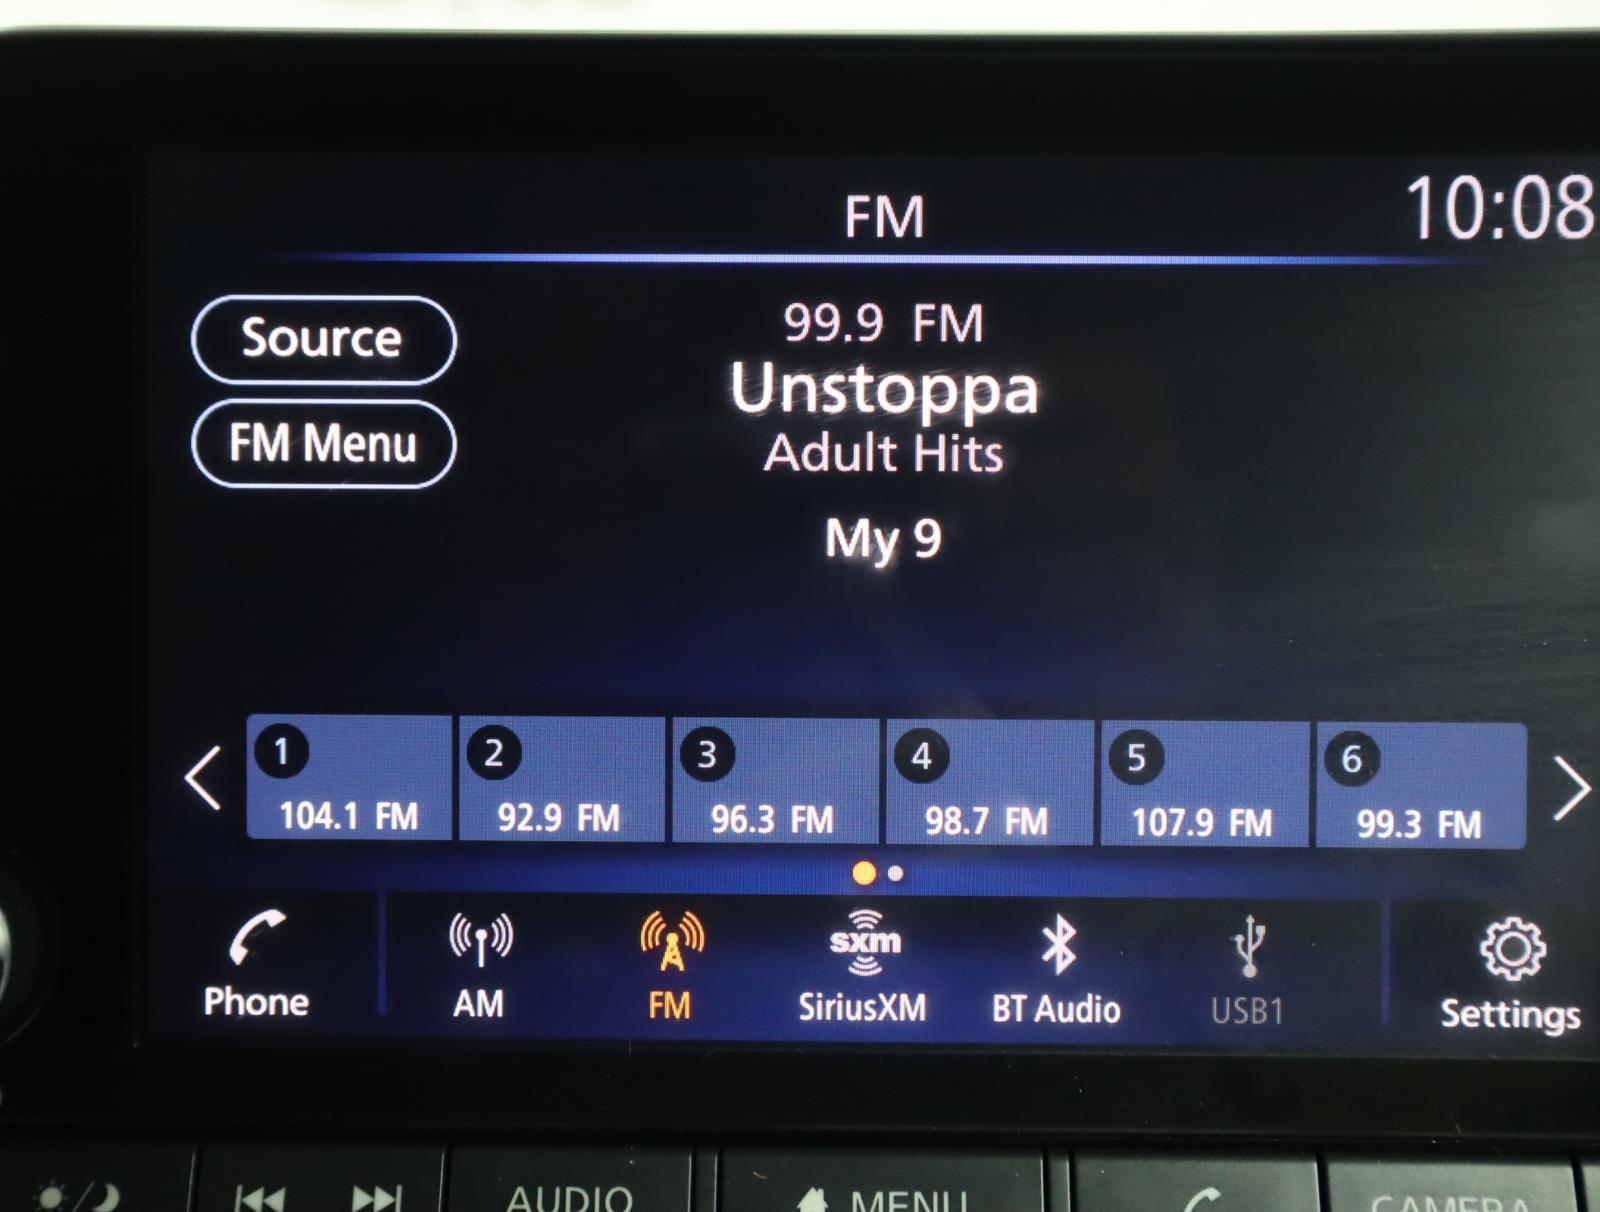 FM
10:08
Source
FM Menu
99.9 FM
Unstoppa
Adult Hits
My 9
1 2 3 4 5 6
104.1 FM 92.9 FM 96.3 FM 98.7 FM 107.9 FM 99.3 FM
sxm
Phone AM FM SiriusXM BT Audio USB1 Settings
AUDIO MENU CAMERA